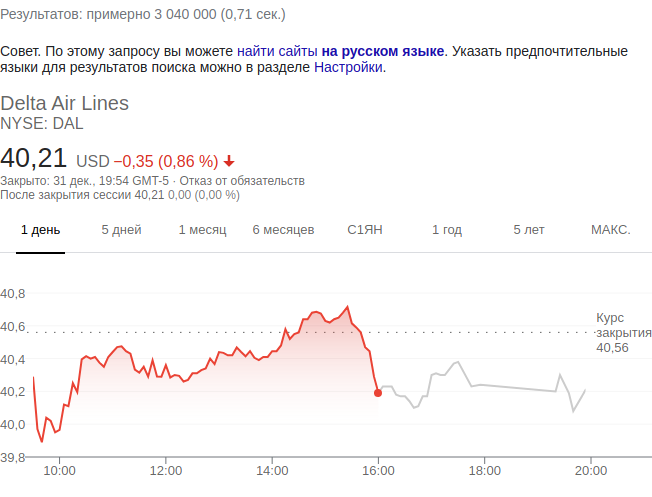 Результатов: примерно 3 040 000 (0,71 сек.)
Совет. По этому запросу вы можете найти сайты на русском языке. Указать предпочтительные
языки для результатов поиска можно в разделе Настройки.
Delta Air Lines
NYSE: DAL
40,21 USD −0,35 (0,86 %)
Закрыто: 31 дек., 19:54 GMT-5 · Отказ от обязательств
После закрытия сессии 40,21 0,00 (0,00 %)
1 день 5 дней 1 месяц 6 месяцев С1ЯН 1 год 5 лет МАКС.
40,8
40,6
40,4
40,2
40,0
39,8
Курс
закрытия
40,56
10:00 12:00 14:00 16:00 18:00 20:00